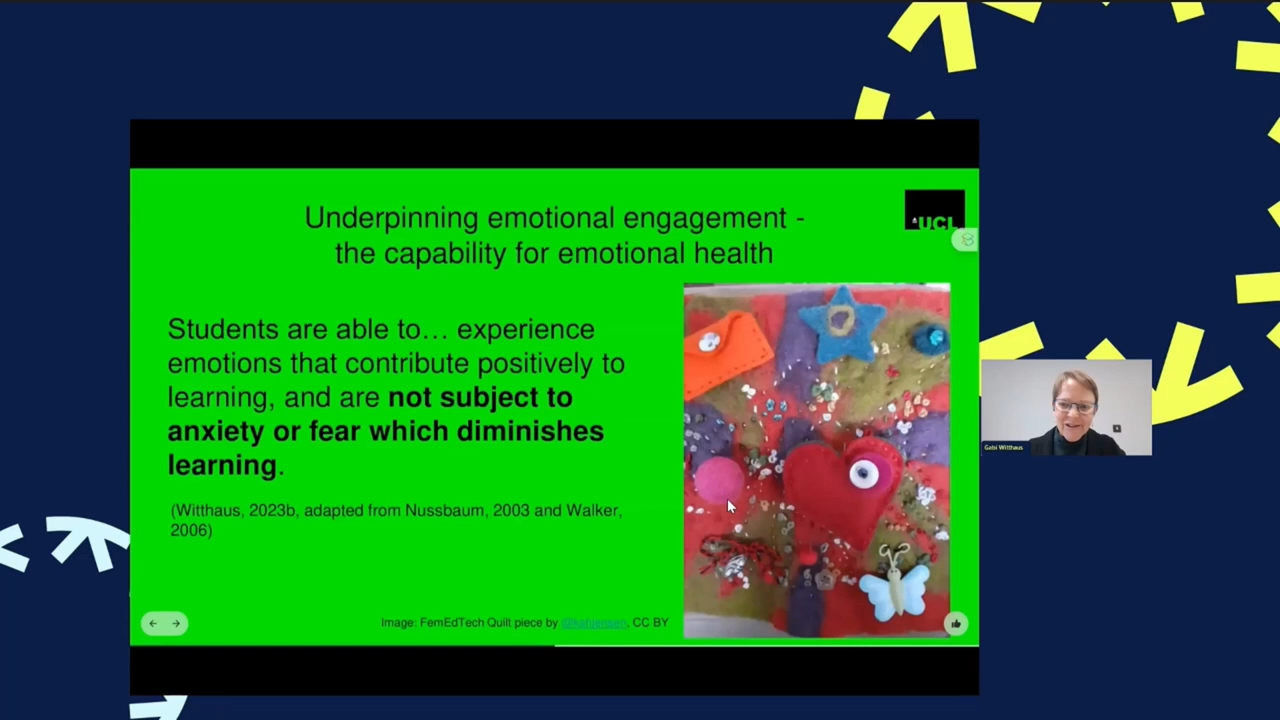 Underpinning emotional engagement -
the capability for emotional health
UCL
Students are able to… experience
emotions that contribute positively to
learning, and are not subject to
anxiety or fear which diminishes
learning.
(Witthaus, 2023b, adapted from Nussbaum, 2003 and Walker,
2006)
Image: FemEdTech Quilt piece by , CC BY
Gabi Witthaus